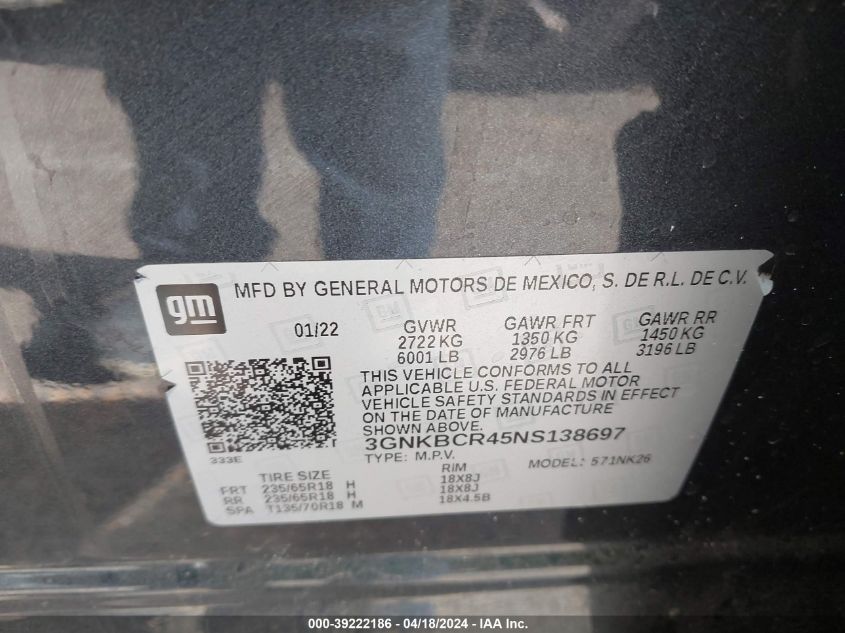 gm MFD BY GENERAL MOTORS DE MEXICO, S. DE R.L. DE C.V.
01/22 GVWR GAWR FRT GAWR RR
2722 KG 1350 KG 1450 KG
6001 LB 2976 LB 3196 LB
THIS VEHICLE CONFORMS TO ALL
APPLICABLE U.S. FEDERAL MOTOR
VEHICLE SAFETY STANDARDS IN EFFECT
ON THE DATE OF MANUFACTURE
SHOWN ABOVE.
3GNKBCR45NS138697
333E TYPE: M.P.V. MODEL: 571NK26
TIRE SIZE RIM
FRT 235/65R18 H 18X8J
RR 235/65R18 H 18X8J
SPA T135/70R18 M 18X4.5B
000-39222186 - 04/18/2024 - IAA Inc.